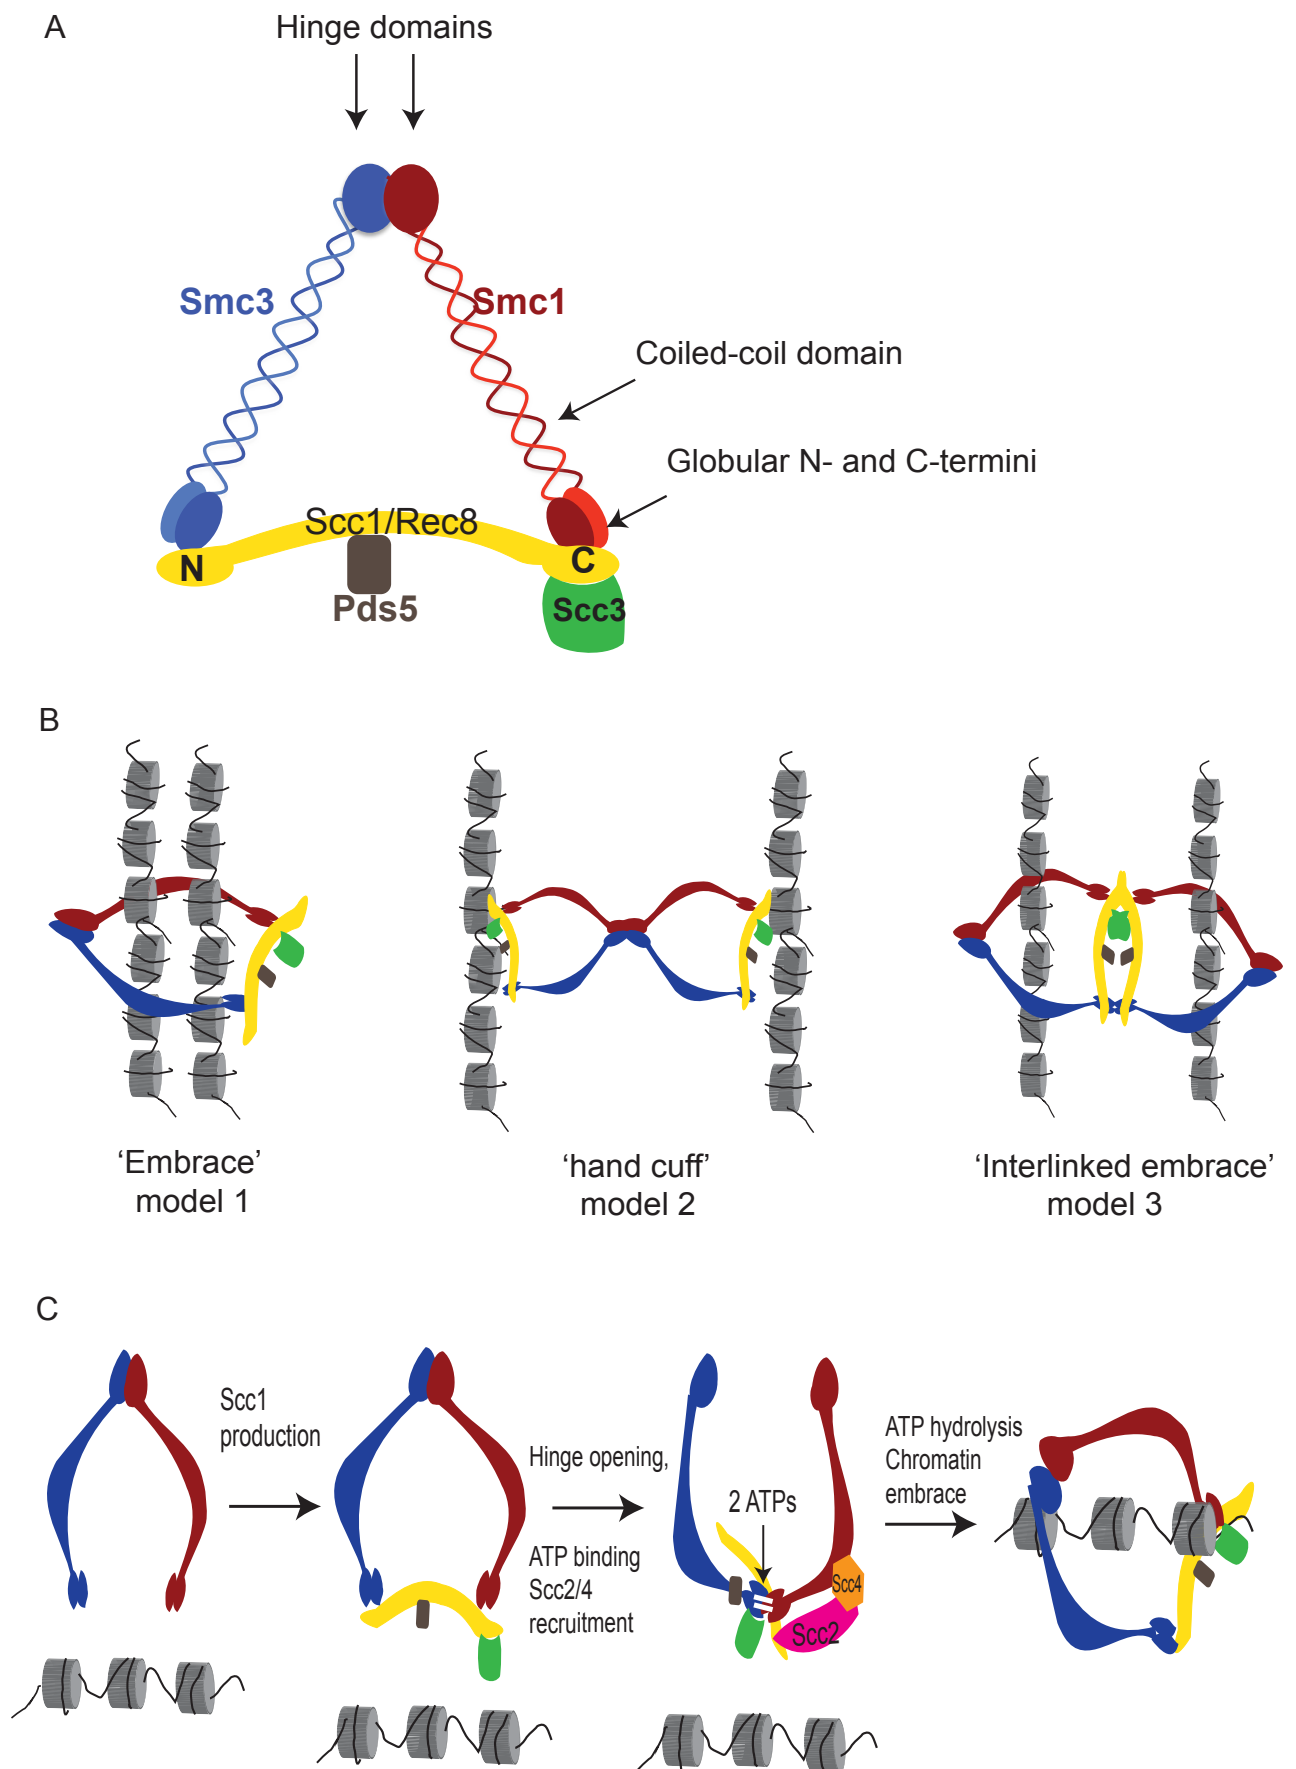 A
Hinge domains
Smc3
Smc1
Coiled-coil domain
Globular N- and C-termini
Scc1/Rec8
N
C
Pds5
Scc3
B
‘Embrace’
model 1
‘hand cuff’
model 2
‘Interlinked embrace’
model 3
C
Scc1
production
Hinge opening,
ATP binding
Scc2/4
recruitment
2 ATPs
Scc4
Scc2
ATP hydrolysis
Chromatin
embrace